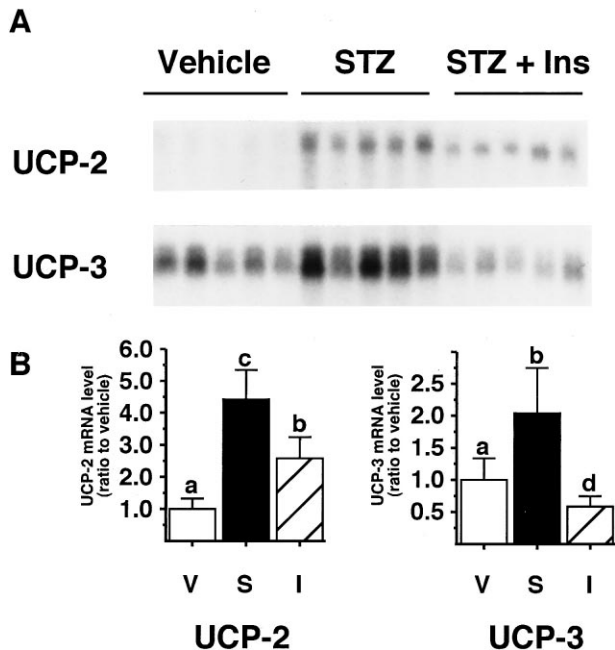 A
Vehicle STZ STZ + Ins
UCP-2
UCP-3
B
UCP-2 mRNA level
(ratio to vehicle)
6.0
5.0
4.0
3.0
2.0
1.0
a
c
b
V S I
UCP-2
UCP-3 mRNA level
(ratio to vehicle)
2.5
2.0
1.5
1.0
0.5
a
b
d
V S I
UCP-3